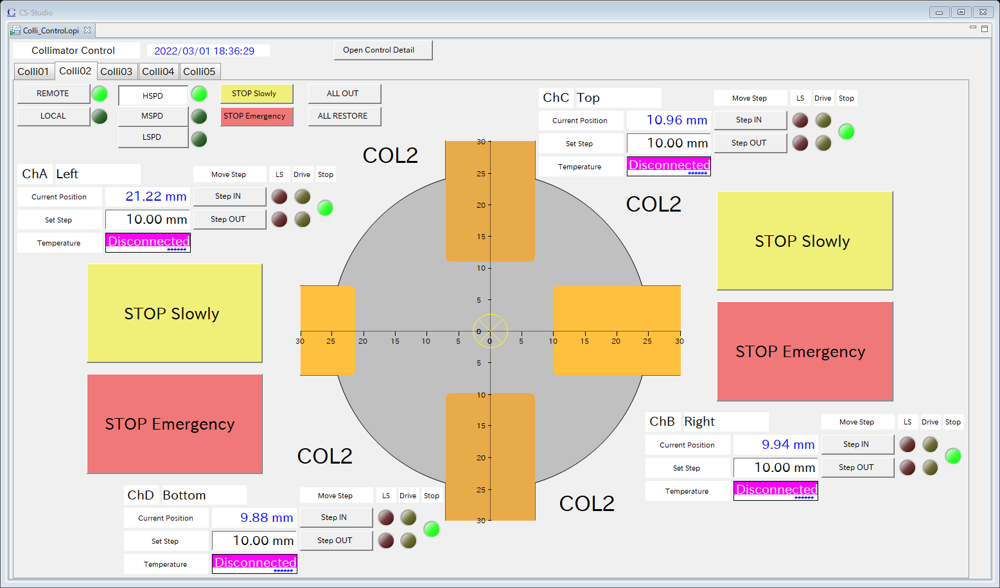 CS-Studio
Colli_Control.opi
Collimator Control
2022/03/01 18:36:29
Open Control Detail
Colli01
Colli02
Colli03
Colli04
Colli05
REMOTE
LOCAL
HSPD
MSPD
LSPD
STOP Slowly
STOP Emergency
ALL OUT
ALL RESTORE
ChC Top
Move Step LS Drive Stop
Current Position 10.96 mm Step IN
Set Step 10.00 mm Step OUT
Temperature Disconnected
######
ChA Left
Move Step LS Drive Stop
Current Position 21.22 mm Step IN
Set Step 10.00 mm Step OUT
Temperature Disconnected
######
COL2
COL2
STOP Slowly
STOP Emergency
STOP Slowly
STOP Emergency
30
25
20
15
10
5
0
30 25 20 15 10 5 0 5 10 15 20 25 30
5
10
15
20
25
30
COL2
COL2
ChB Right
Move Step LS Drive Stop
Current Position 9.94 mm Step IN
Set Step 10.00 mm Step OUT
Temperature Disconnected
######
ChD Bottom
Move Step LS Drive Stop
Current Position 9.88 mm Step IN
Set Step 10.00 mm Step OUT
Temperature Disconnected
######